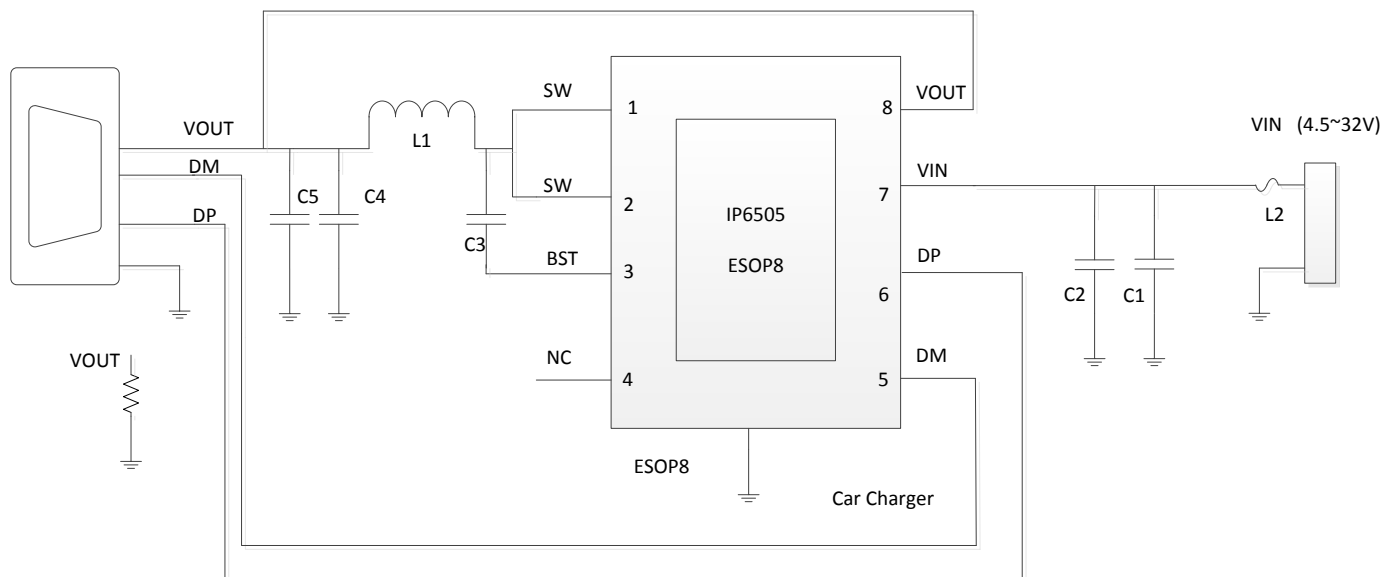 SW
1
8
VOUT
VIN (4.5~32V)
VOUT
L1
DM
VIN
SW
C5
C4
2
7
DP
IP6505
L2
C3
BST
3
ESOP8
DP
6
C2
C1
VOUT
NC
4
DM
5
ESOP8
Car Charger